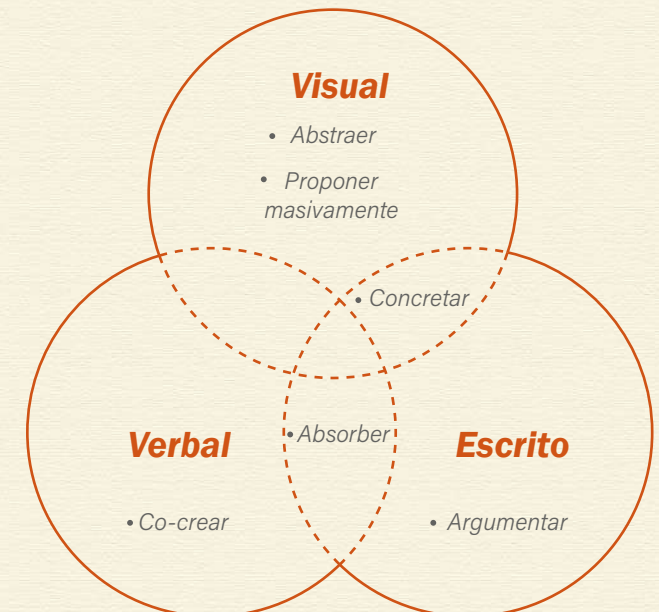 Visual
• Abstraer
• Proponer
masivamente
• Concretar
• Absorber
Verbal
Escrito
• Co-crear
• Argumentar